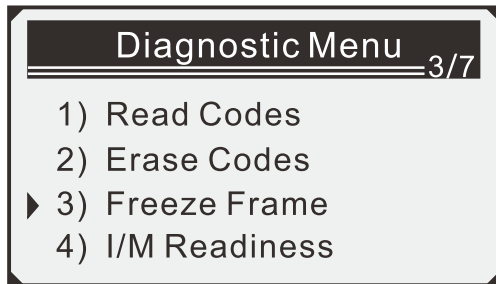 Diagnostic Menu
3/7
1) Read Codes
2) Erase Codes
3) Freeze Frame
4) I/M Readiness